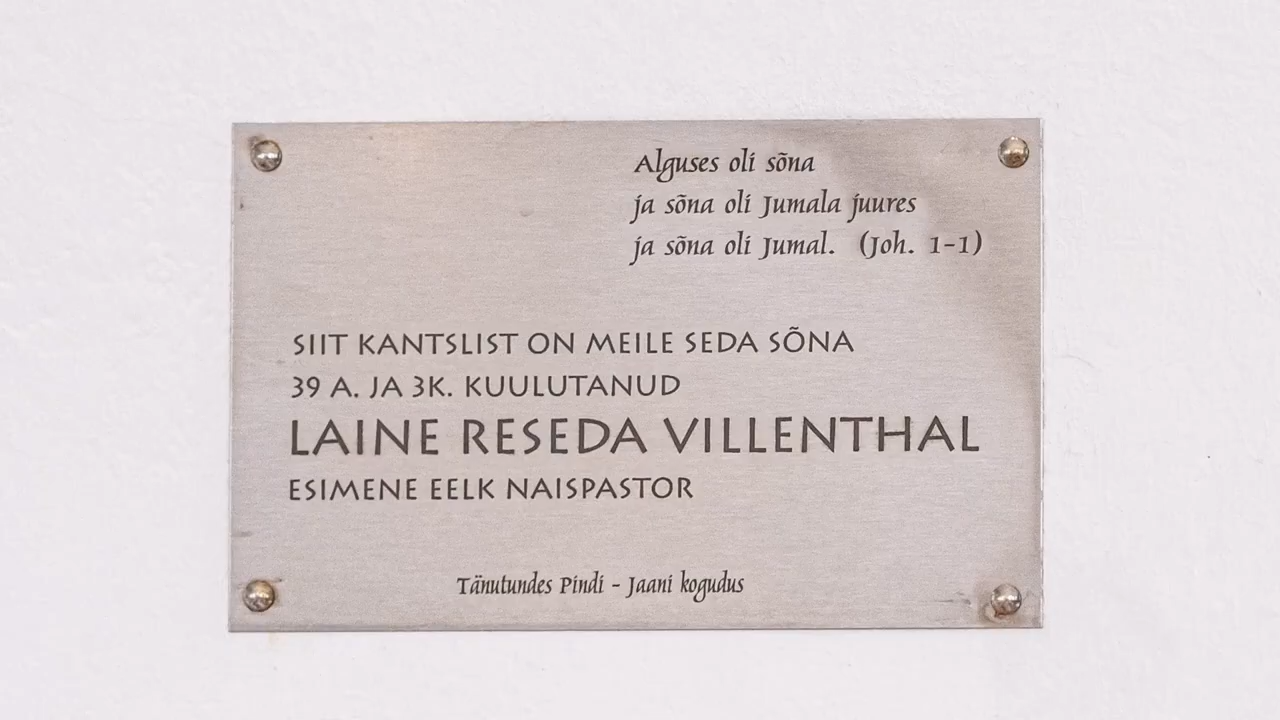 Alguses oli sõna
ja sõna oli Jumala juures
ja sõna oli Jumal. (Joh. 1-1)
SIIT KANTSLIST ON MEILE SEDA SÕNA
39 A. JA 3K. KUULUTANUD
LAINE RESEDA VILLENTHAL
ESIMENE EELK NAISPASTOR
Tänutundes Pindi - Jaani kogudus